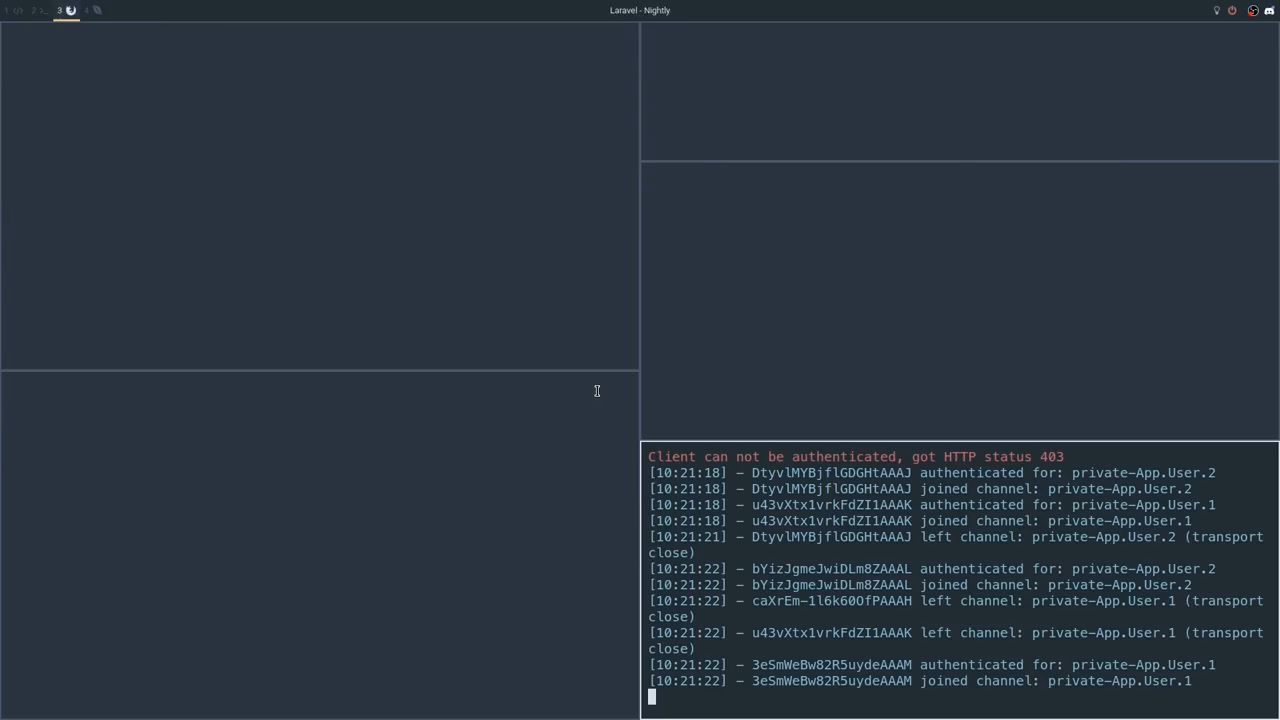 1
2
3
4
Laravel - Nightly
Client can not be authenticated, got HTTP status 403
[10:21:18] - DtyvlMYBjflGDGHtAAAJ authenticated for: private-App.User.2
[10:21:18] - DtyvlMYBjflGDGHtAAAJ joined channel: private-App.User.2
[10:21:18] - u43vXtx1vrkFdZI1AAAK authenticated for: private-App.User.1
[10:21:18] - u43vXtx1vrkFdZI1AAAK joined channel: private-App.User.1
[10:21:21] - DtyvlMYBjflGDGHtAAAJ left channel: private-App.User.2 (transport
close)
[10:21:22] - bYizJgmeJwiDLm8ZAAAL authenticated for: private-App.User.2
[10:21:22] - bYizJgmeJwiDLm8ZAAAL joined channel: private-App.User.2
[10:21:22] - caXrEm-1l6k60OfPAAAH left channel: private-App.User.1 (transport
close)
[10:21:22] - u43vXtx1vrkFdZI1AAAK left channel: private-App.User.1 (transport
close)
[10:21:22] - 3eSmWeBw82R5uydeAAAM authenticated for: private-App.User.1
[10:21:22] - 3eSmWeBw82R5uydeAAAM joined channel: private-App.User.1